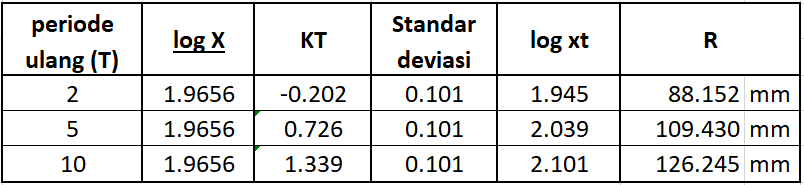 periode ulang (T) log X KT Standar deviasi log xt R
2 1.9656 -0.202 0.101 1.945 88.152 mm
5 1.9656 0.726 0.101 2.039 109.430 mm
10 1.9656 1.339 0.101 2.101 126.245 mm